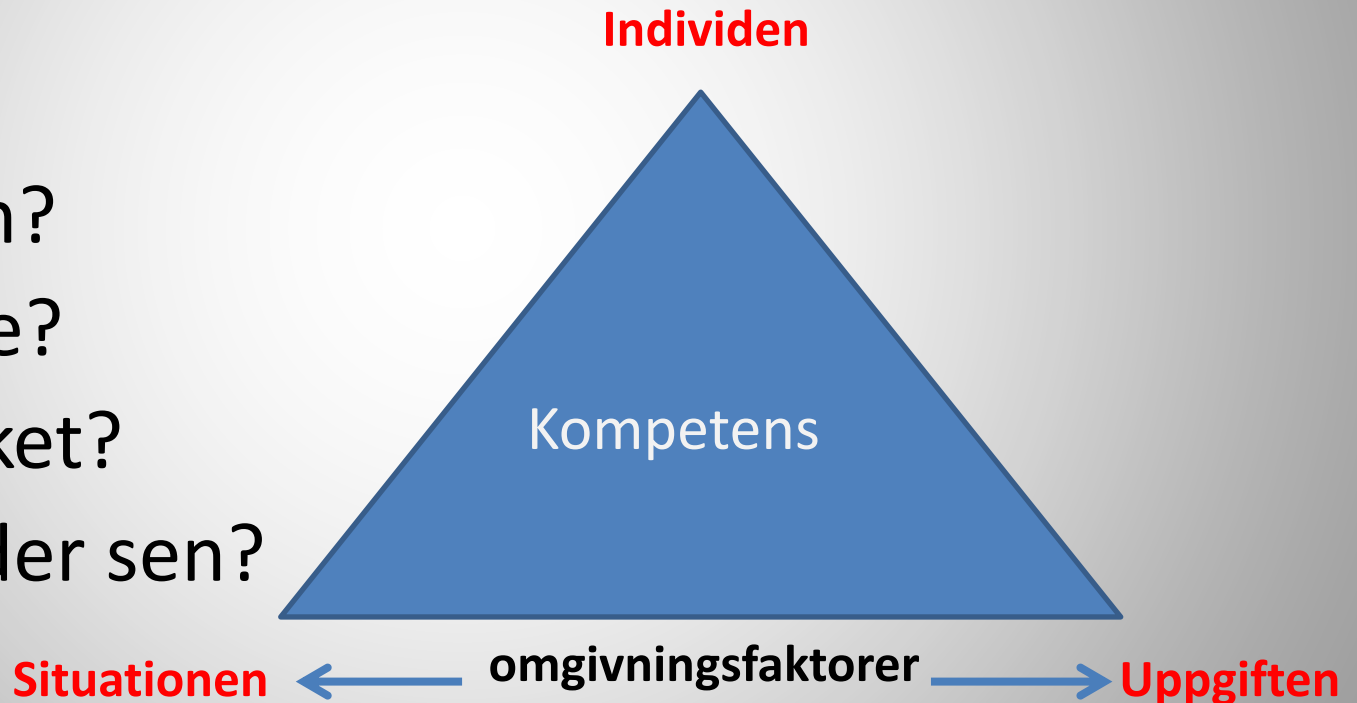 Individen
n?
e?
ket?
Kompetens
der sen?
omgivningsfaktorer
Situationen
Uppgiften